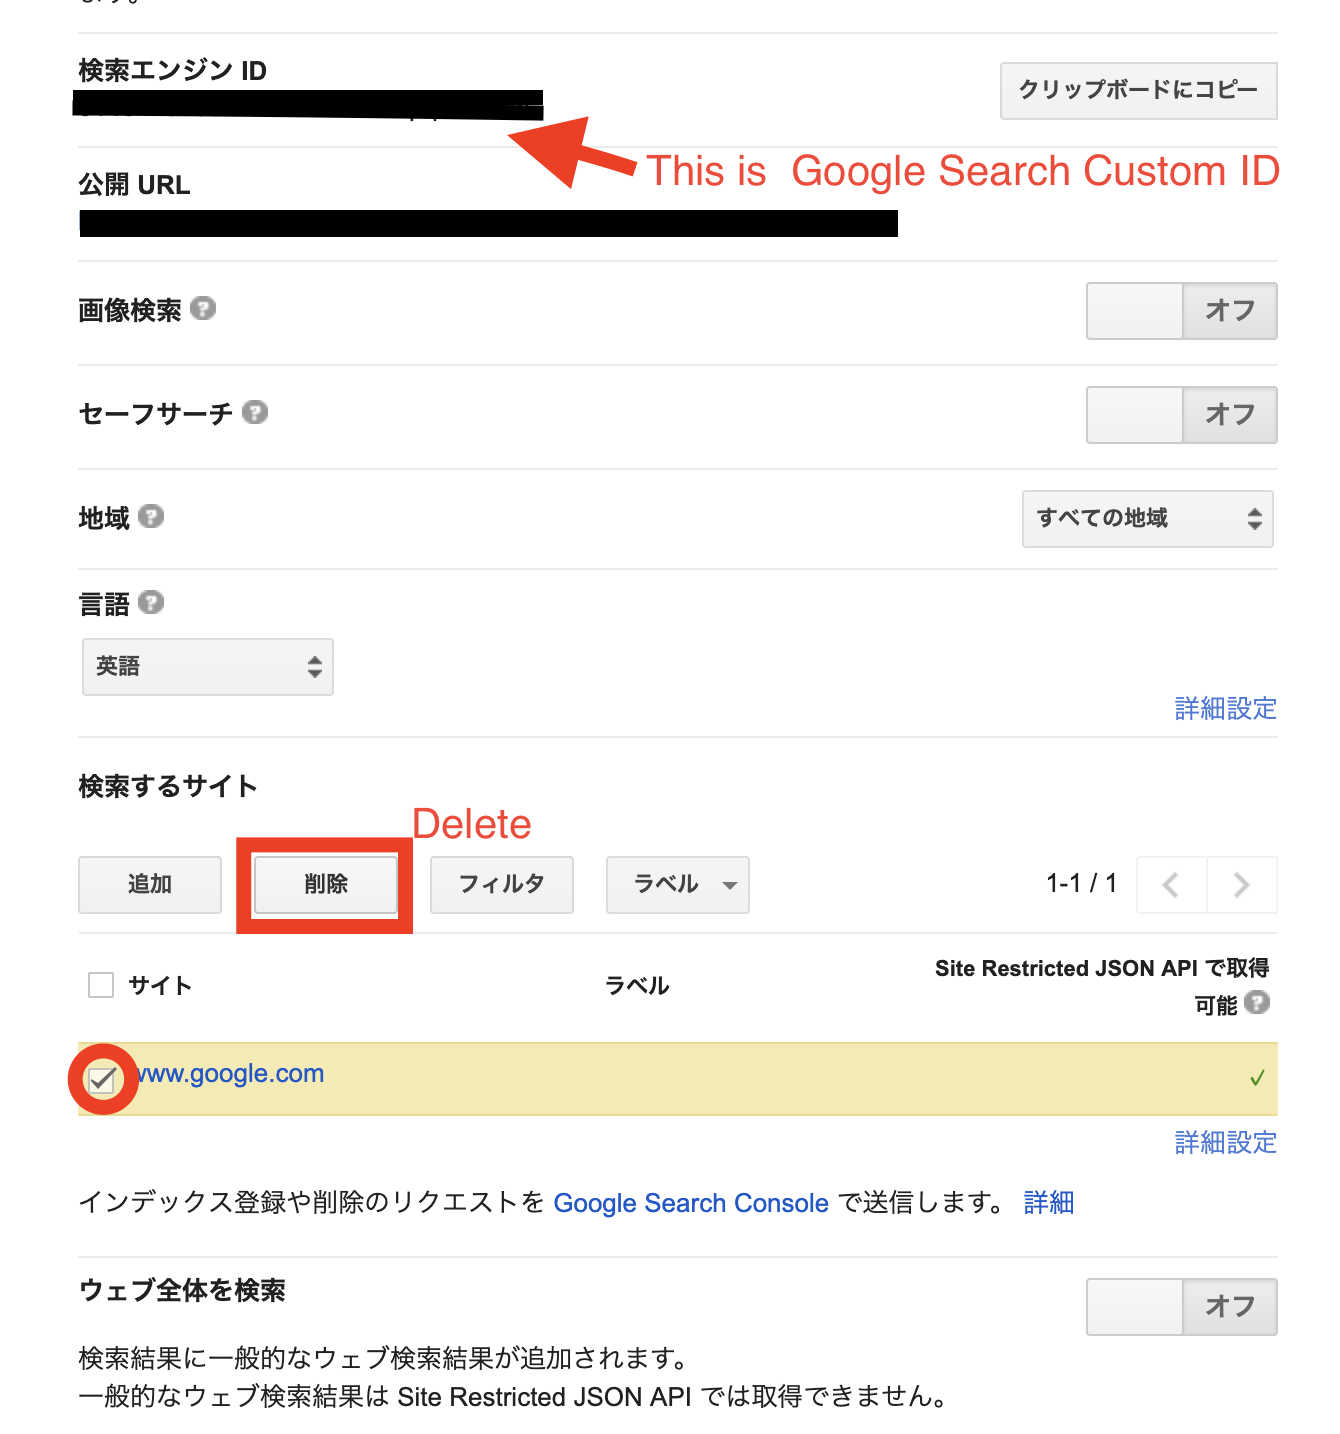 検索エンジン ID
クリップボードにコピー
This is Google Search Custom ID
公開 URL
画像検索
オフ
セーフサーチ
オフ
地域
すべての地域
言語
英語
詳細設定
検索するサイト
Delete
追加 削除 フィルタ ラベル 1-1 / 1
サイト ラベル Site Restricted JSON API で取得
可能
www.google.com
詳細設定
インデックス登録や削除のリクエストを Google Search Console で送信します。 詳細
ウェブ全体を検索
オフ
検索結果に一般的なウェブ検索結果が追加されます。
一般的なウェブ検索結果は Site Restricted JSON API では取得できません。